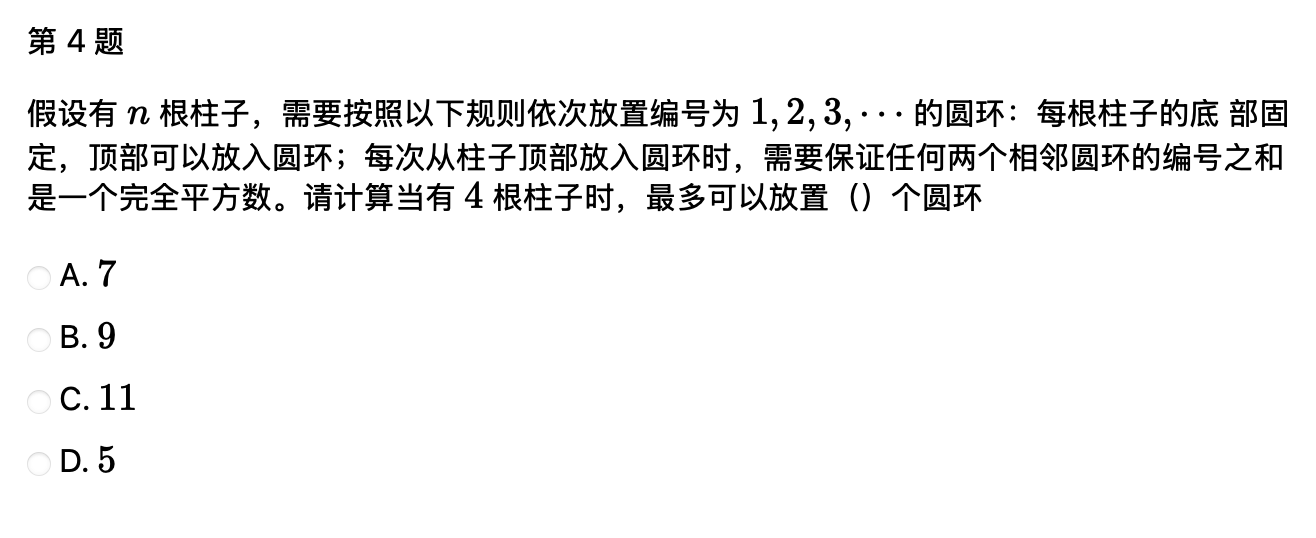 第 4 题
假设有 n 根柱子，需要按照以下规则依次放置编号为 1, 2, 3, ⋯ 的圆环：每根柱子的底 部固
定，顶部可以放入圆环；每次从柱子顶部放入圆环时，需要保证任何两个相邻圆环的编号之和
是一个完全平方数。请计算当有 4 根柱子时，最多可以放置（）个圆环
A. 7
B. 9
C. 11
D. 5